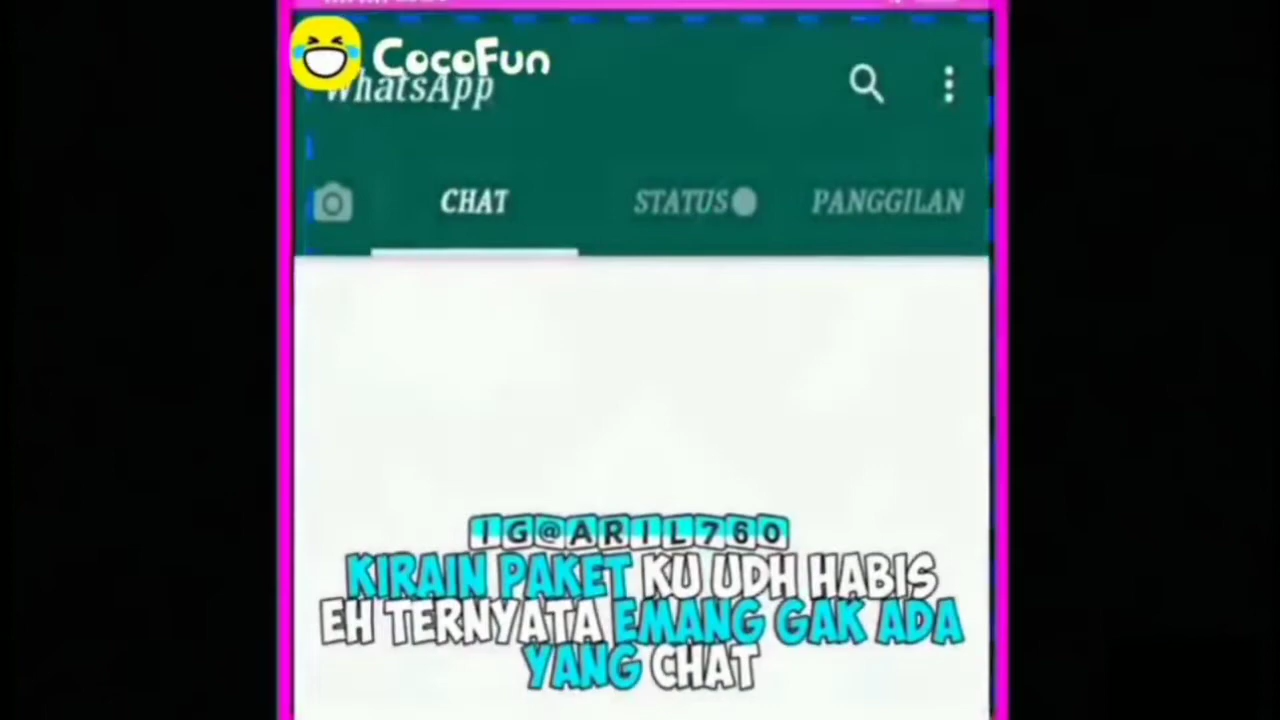 CocoFun
WhatsApp
CHAT STATUS PANGGILAN
IG@ARIL760
KIRAIN PAKET KU UDH HABIS
EH TERNYATA EMANG GAK ADA
YANG CHAT